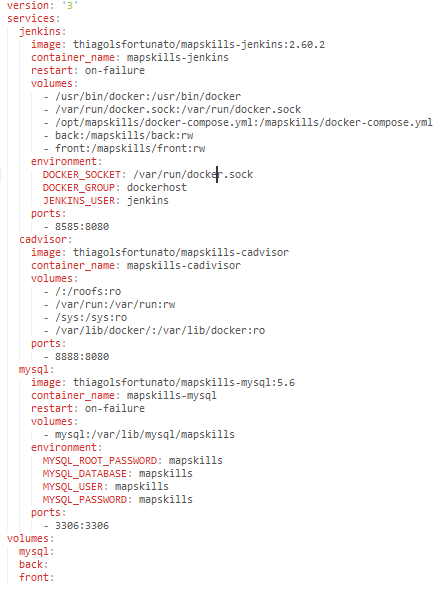 version: '3'
services:
  jenkins:
    image: thiagolsfortunato/mapskills-jenkins:2.60.2
    container_name: mapskills-jenkins
    restart: on-failure
    volumes:
      - /usr/bin/docker:/usr/bin/docker
      - /var/run/docker.sock:/var/run/docker.sock
      - /opt/mapskills/docker-compose.yml:/mapskills/docker-compose.yml
      - back:/mapskills/back:rw
      - front:/mapskills/front:rw
    environment:
      DOCKER_SOCKET: /var/run/docker.sock
      DOCKER_GROUP: dockerhost
      JENKINS_USER: jenkins
    ports:
      - 8585:8080
  cadvisor:
    image: thiagolsfortunato/mapskills-cadvisor
    container_name: mapskills-cadivisor
    volumes:
      - /:/roofs:ro
      - /var/run:/var/run:rw
      - /sys:/sys:ro
      - /var/lib/docker/:/var/lib/docker:ro
    ports:
      - 8888:8080
  mysql:
    image: thiagolsfortunato/mapskills-mysql:5.6
    container_name: mapskills-mysql
    restart: on-failure
    volumes:
      - mysql:/var/lib/mysql/mapskills
    environment:
      MYSQL_ROOT_PASSWORD: mapskills
      MYSQL_DATABASE: mapskills
      MYSQL_USER: mapskills
      MYSQL_PASSWORD: mapskills
    ports:
      - 3306:3306
volumes:
  mysql:
  back:
  front: